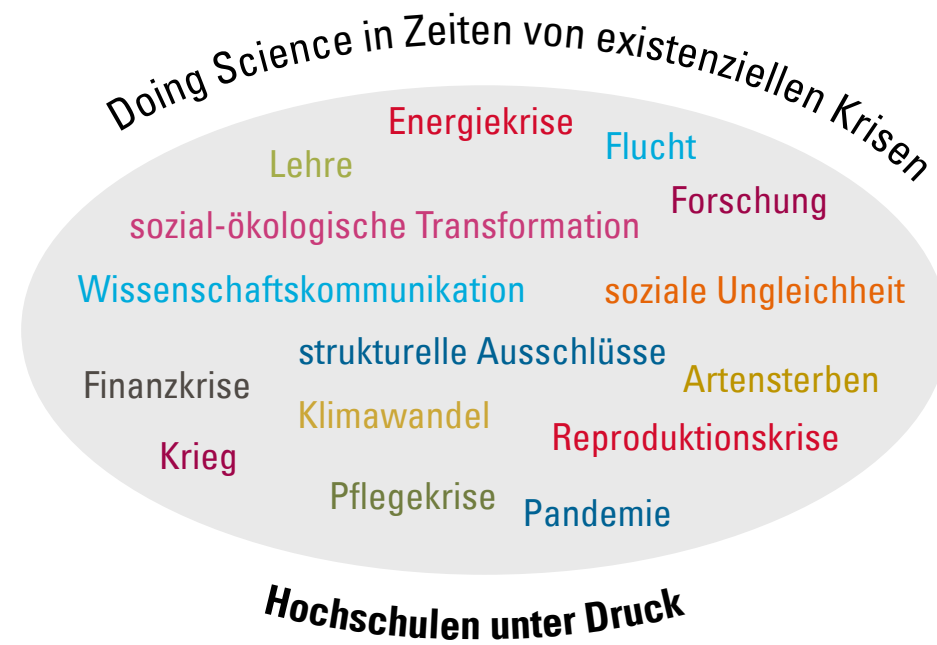 Doing Science in Zeiten von existenziellen Krisen
Energiekrise
Flucht
Lehre
Forschung
sozial-ökologische Transformation
Wissenschaftskommunikation
soziale Ungleichheit
strukturelle Ausschlüsse
Finanzkrise
Artensterben
Klimawandel
Reproduktionskrise
Krieg
Pflegekrise
Pandemie
Hochschulen unter Druck